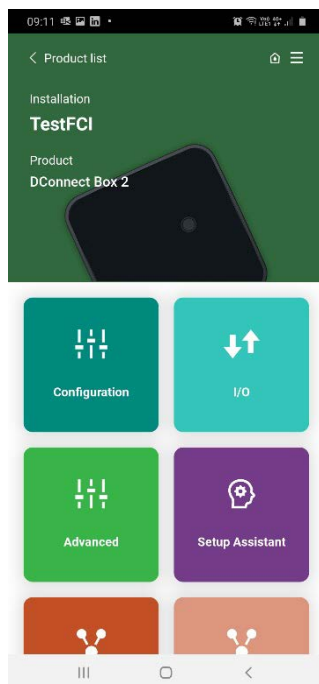 09:11
Product list
Installation
TestFCI
Product
DConnect Box 2
Configuration
I/O
Advanced
Setup Assistant